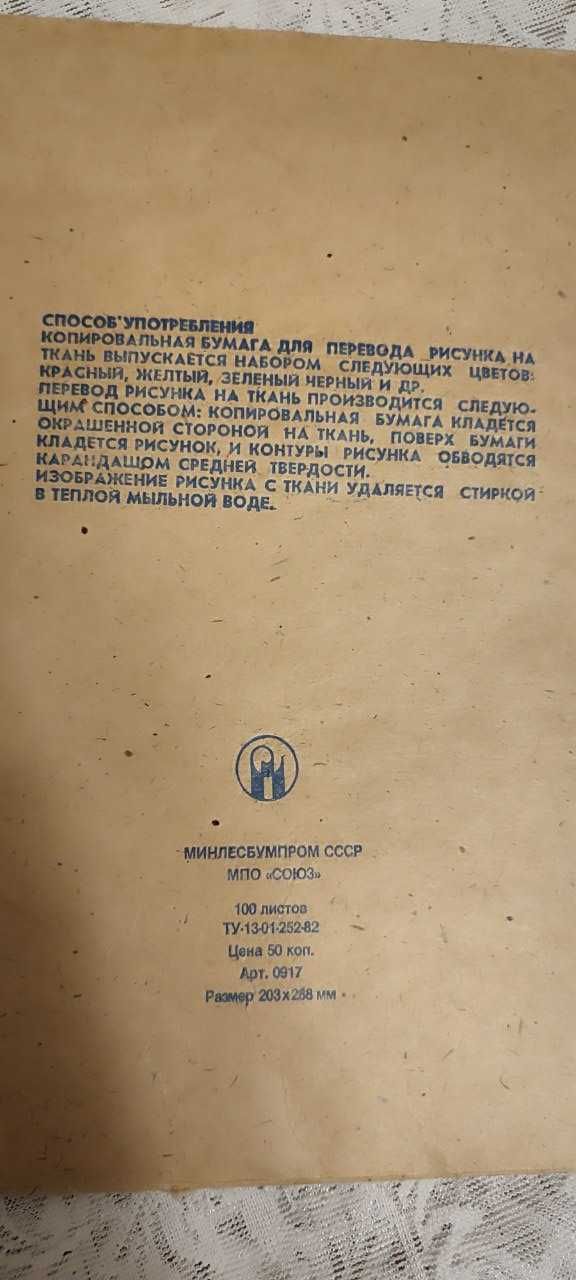 СПОСОБ УПОТРЕБЛЕНИЯ
КОПИРОВАЛЬНАЯ БУМАГА ДЛЯ ПЕРЕВОДА РИСУНКА НА
ТКАНЬ ВЫПУСКАЕТСЯ НАБОРОМ СЛЕДУЮЩИХ ЦВЕТОВ:
КРАСНЫЙ, ЖЕЛТЫЙ, ЗЕЛЕНЫЙ ЧЕРНЫЙ И ДР.
ПЕРЕВОД РИСУНКА НА ТКАНЬ ПРОИЗВОДИТСЯ СЛЕДУЮ-
ЩИМ СПОСОБОМ: КОПИРОВАЛЬНАЯ БУМАГА КЛАДЕТСЯ
ОКРАШЕННОЙ СТОРОНОЙ НА ТКАНЬ, ПОВЕРХ БУМАГИ
КЛАДЕТСЯ РИСУНОК, И КОНТУРЫ РИСУНКА ОБВОДЯТСЯ
КАРАНДАШОМ СРЕДНЕЙ ТВЕРДОСТИ.
ИЗОБРАЖЕНИЕ РИСУНКА С ТКАНИ УДАЛЯЕТСЯ СТИРКОЙ
В ТЕПЛОЙ МЫЛЬНОЙ ВОДЕ.
МИНЛЕСБУМПРОМ СССР
МПО «СОЮЗ»
100 листов
ТУ-13-01-252-82
Цена 50 коп.
Арт. 0917
Размер 203х288 мм